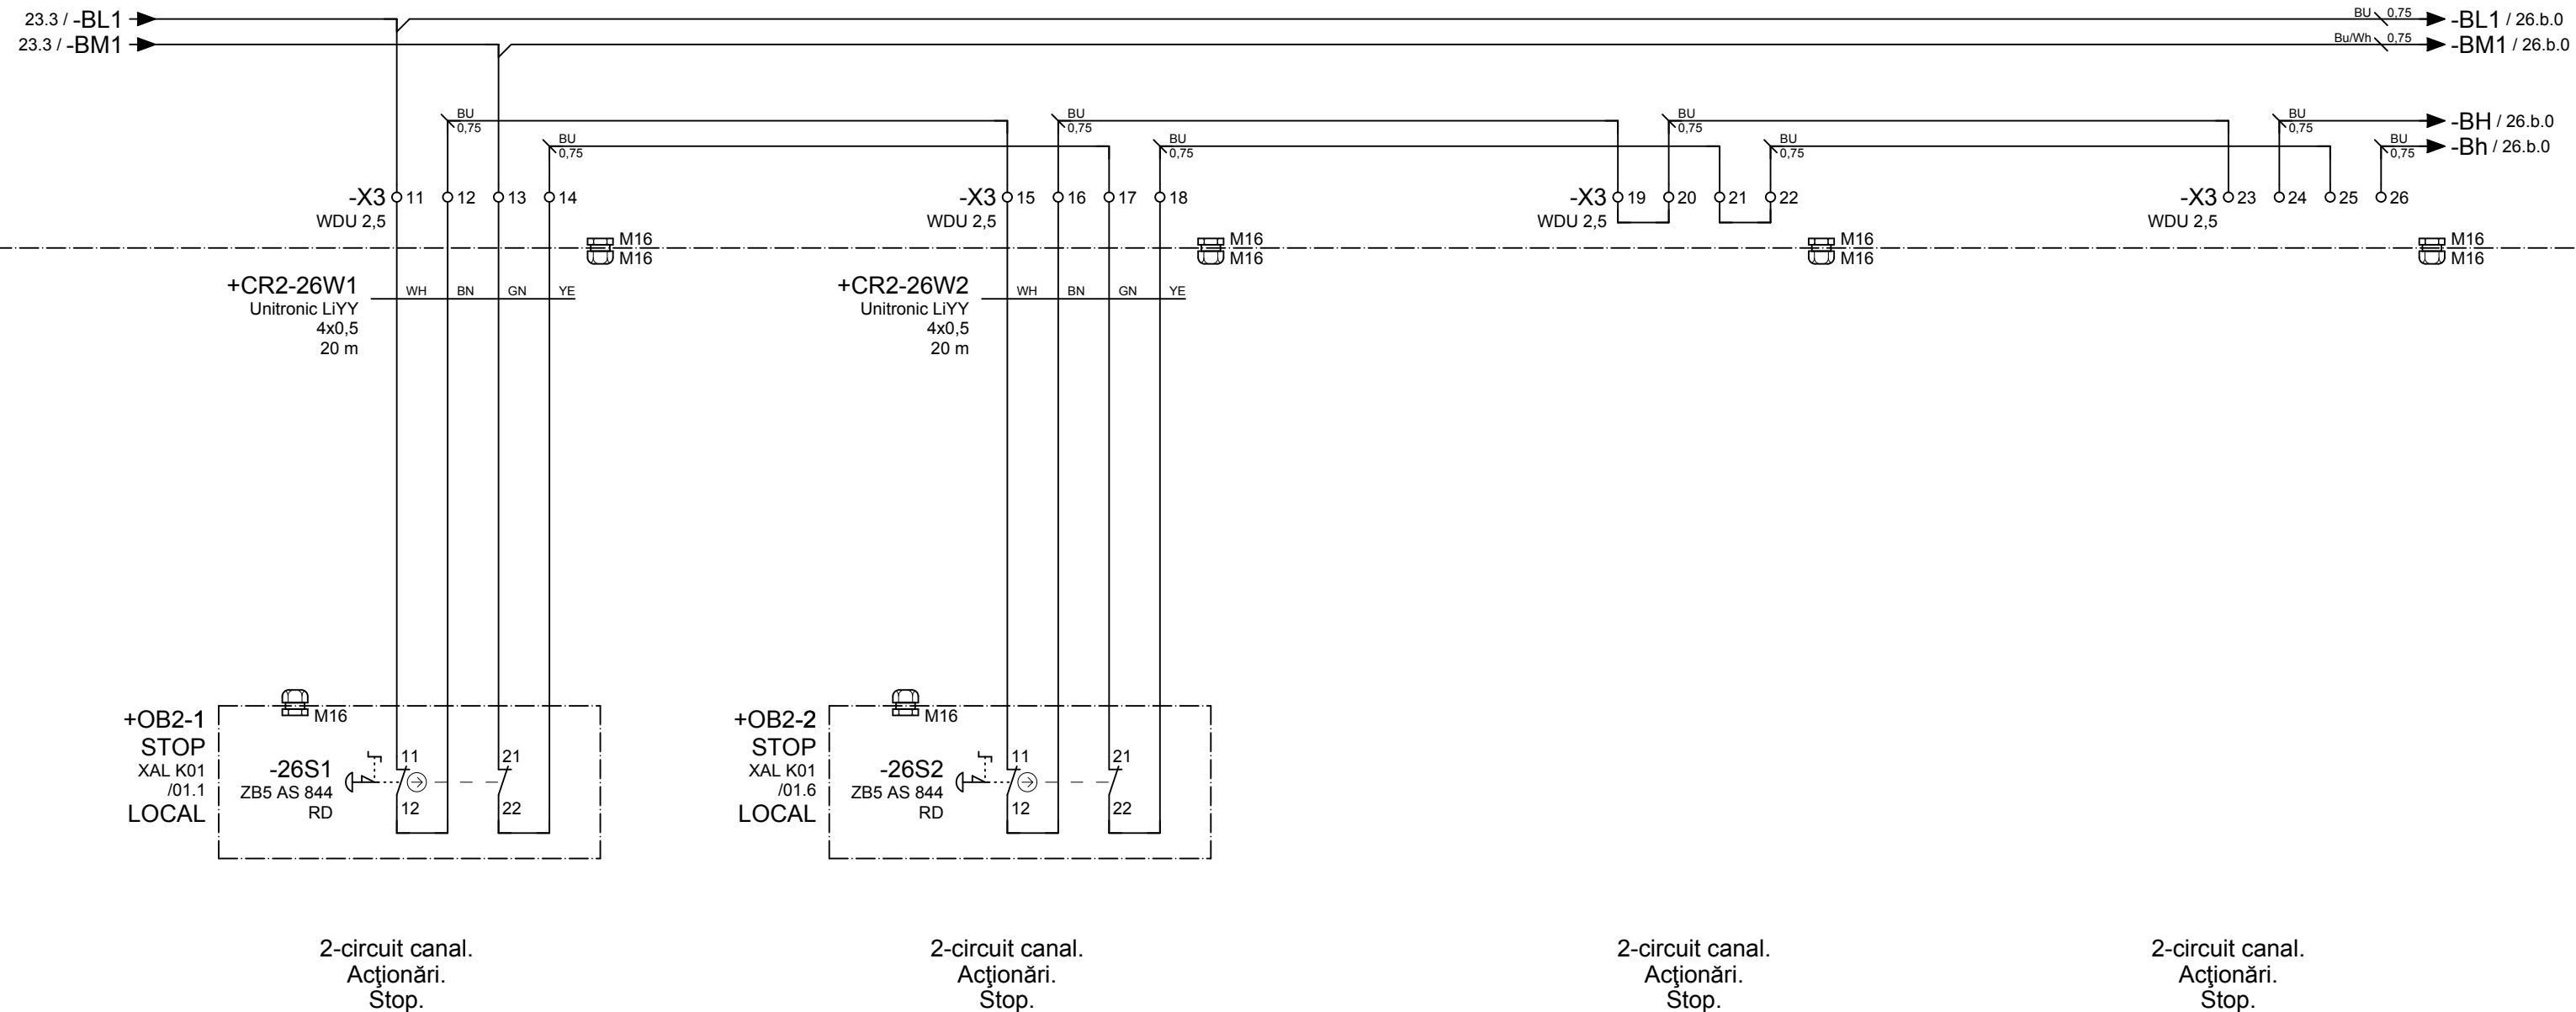 23.3 / -BL1
BU 0,75
-BL1 / 26.b.0
23.3 / -BM1
Bu/Wh 0,75
-BM1 / 26.b.0
BU
0,75
BU
0,75
BU
0,75
BU
0,75
-BH / 26.b.0
BU
0,75
BU
0,75
BU
0,75
BU
0,75
-Bh / 26.b.0
-X3 11 12 13 14
WDU 2,5
-X3 15 16 17 18
WDU 2,5
-X3 19 20 21 22
WDU 2,5
-X3 23 24 25 26
WDU 2,5
M16
M16
M16
M16
M16
M16
M16
M16
+CR2-26W1
WH BN GN YE
Unitronic LiYY
4x0,5
20 m
+CR2-26W2
WH BN GN YE
Unitronic LiYY
4x0,5
20 m
+OB2-1
STOP
XAL K01
/01.1
LOCAL
M16
-26S1
ZB5 AS 844
RD
11 21
12 22
+OB2-2
STOP
XAL K01
/01.6
LOCAL
M16
-26S2
ZB5 AS 844
RD
11 21
12 22
2-circuit canal.
Acţionări.
Stop.
2-circuit canal.
Acţionări.
Stop.
2-circuit canal.
Acţionări.
Stop.
2-circuit canal.
Acţionări.
Stop.